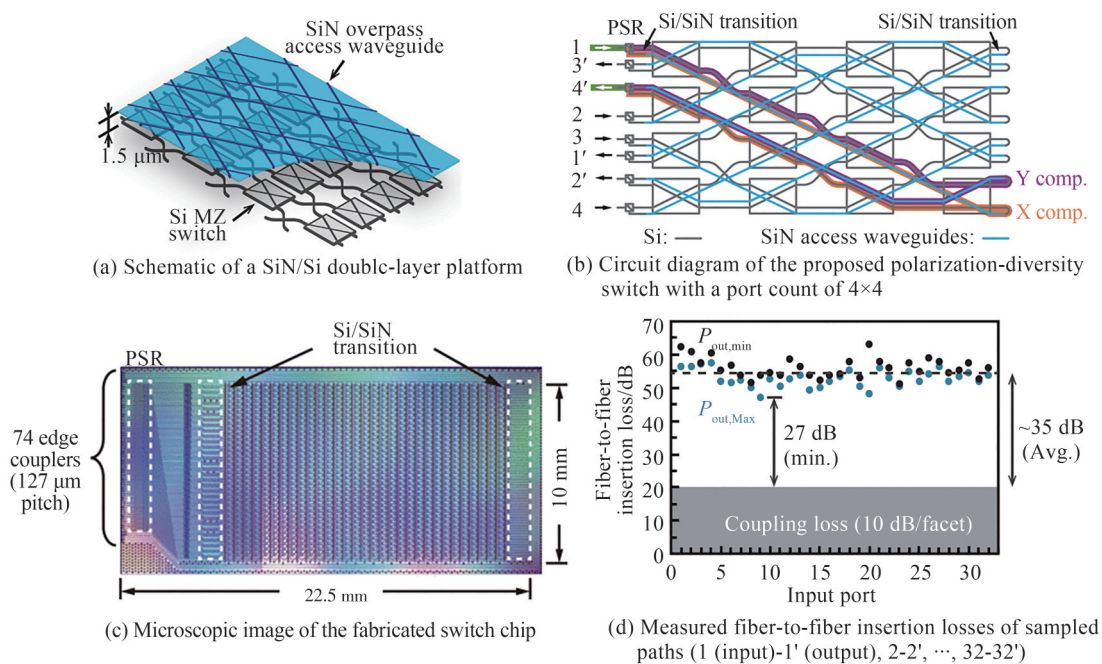 SiN overpass
access waveguide
1.5 μm
Si MZ
switch
(a) Schematic of a SiN/Si doublc-layer platform
Si/SiN transition
Si/SiN transition
PSR
1
3′
4′
2
3
1′
2′
4
Y comp.
X comp.
Si:
SiN access waveguides:
(b) Circuit diagram of the proposed polarization-diversity
switch with a port count of 4×4
Si/SiN
transition
PSR
74 edge
couplers
(127 μm
pitch)
10 mm
22.5 mm
(c) Microscopic image of the fabricated switch chip
Fiber-to-fiber
insertion loss/dB
70
60
50
40
30
20
10
0
P out,min
P out,Max
27 dB
(min.)
~35 dB
(Avg.)
Coupling loss (10 dB/facet)
0 5 10 15 20 25 30
Input port
(d) Measured fiber-to-fiber insertion losses of sampled
paths (1 (input)-1' (output), 2-2', ···, 32-32')